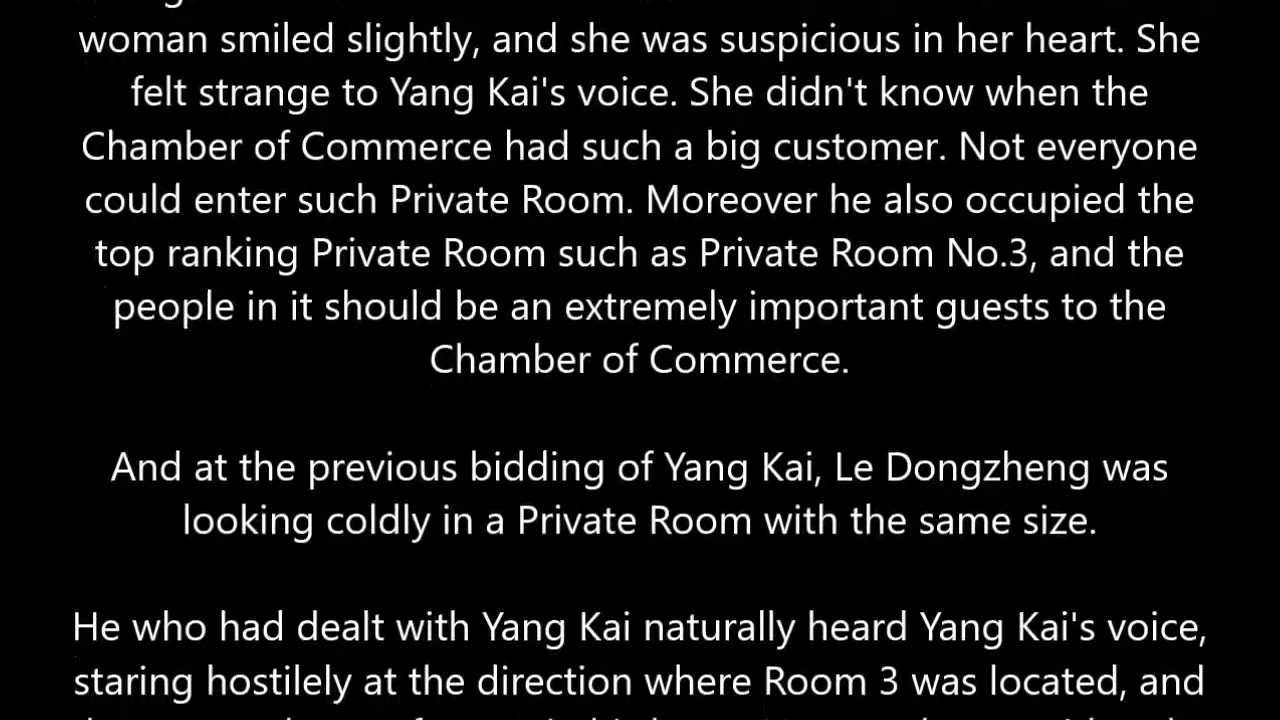 woman smiled slightly, and she was suspicious in her heart. She
felt strange to Yang Kai's voice. She didn't know when the
Chamber of Commerce had such a big customer. Not everyone
could enter such Private Room. Moreover he also occupied the
top ranking Private Room such as Private Room No.3, and the
people in it should be an extremely important guests to the
Chamber of Commerce.
And at the previous bidding of Yang Kai, Le Dongzheng was
looking coldly in a Private Room with the same size.
He who had dealt with Yang Kai naturally heard Yang Kai's voice,
staring hostilely at the direction where Room 3 was located, and